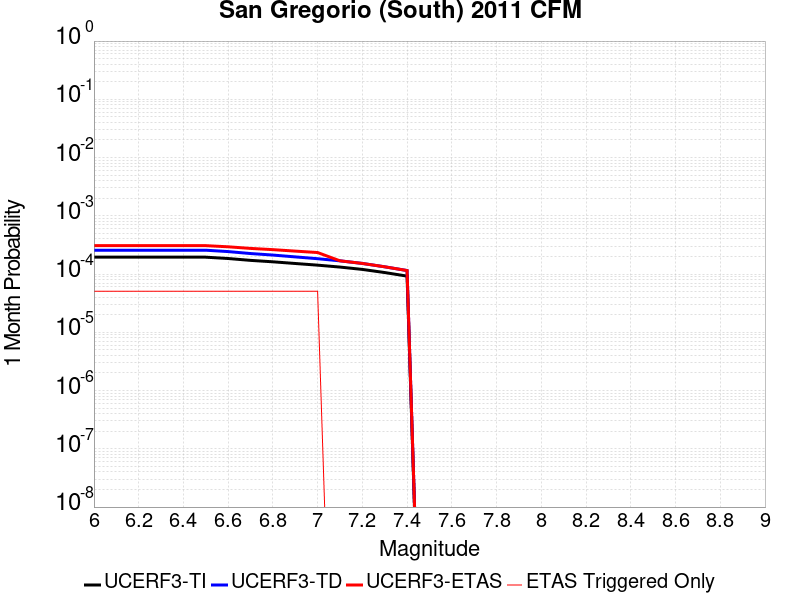 San Gregorio (South) 2011 CFM
10^0
10^-1
10^-2
10^-3
10^-4
10^-5
10^-6
10^-7
10^-8
1 Month Probability
6 6.2 6.4 6.6 6.8 7 7.2 7.4 7.6 7.8 8 8.2 8.4 8.6 8.8 9
Magnitude
UCERF3-TI UCERF3-TD UCERF3-ETAS ETAS Triggered Only